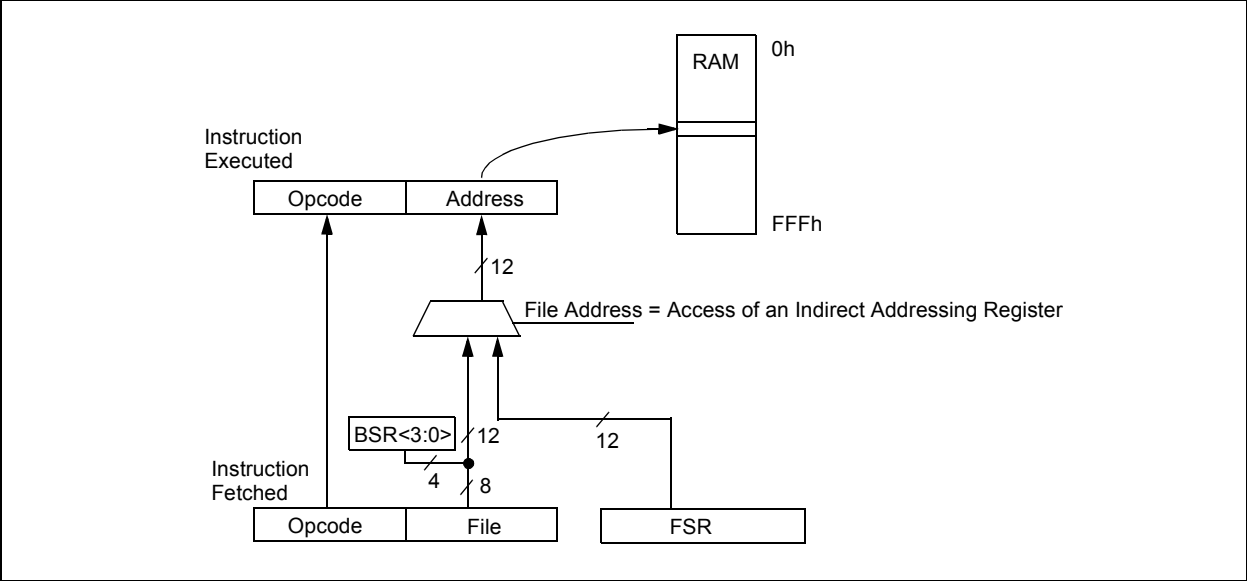 0h
RAM
Instruction
Executed
Opcode Address
FFFh
12
File Address = Access of an Indirect Addressing Register
BSR<3:0>
12
12
Instruction
Fetched
4
8
Opcode File
FSR